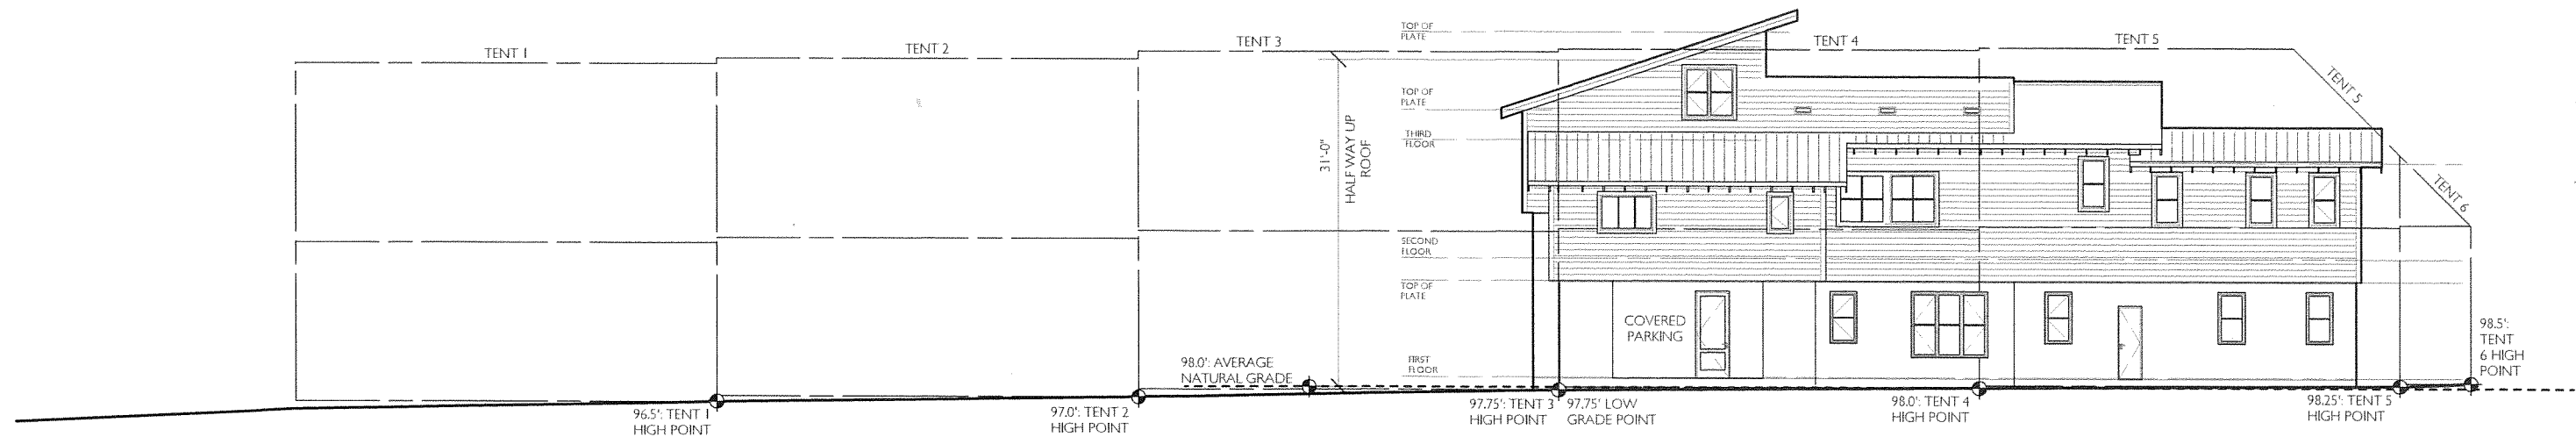 TENT 1
TENT 2
TENT 3
TENT 4
TENT 5
TENT 5
TENT 6
TOP OF
PLATE
TOP OF
PLATE
THIRD
FLOOR
SECOND
FLOOR
TOP OF
PLATE
FIRST
FLOOR
31'-0"
HALF WAY UP
ROOF
COVERED
PARKING
98.0': AVERAGE
NATURAL GRADE
96.5': TENT 1
HIGH POINT
97.0': TENT 2
HIGH POINT
97.75': TENT 3
HIGH POINT
97.75' LOW
GRADE POINT
98.0': TENT 4
HIGH POINT
98.25': TENT 5
HIGH POINT
98.5':
TENT
6 HIGH
POINT